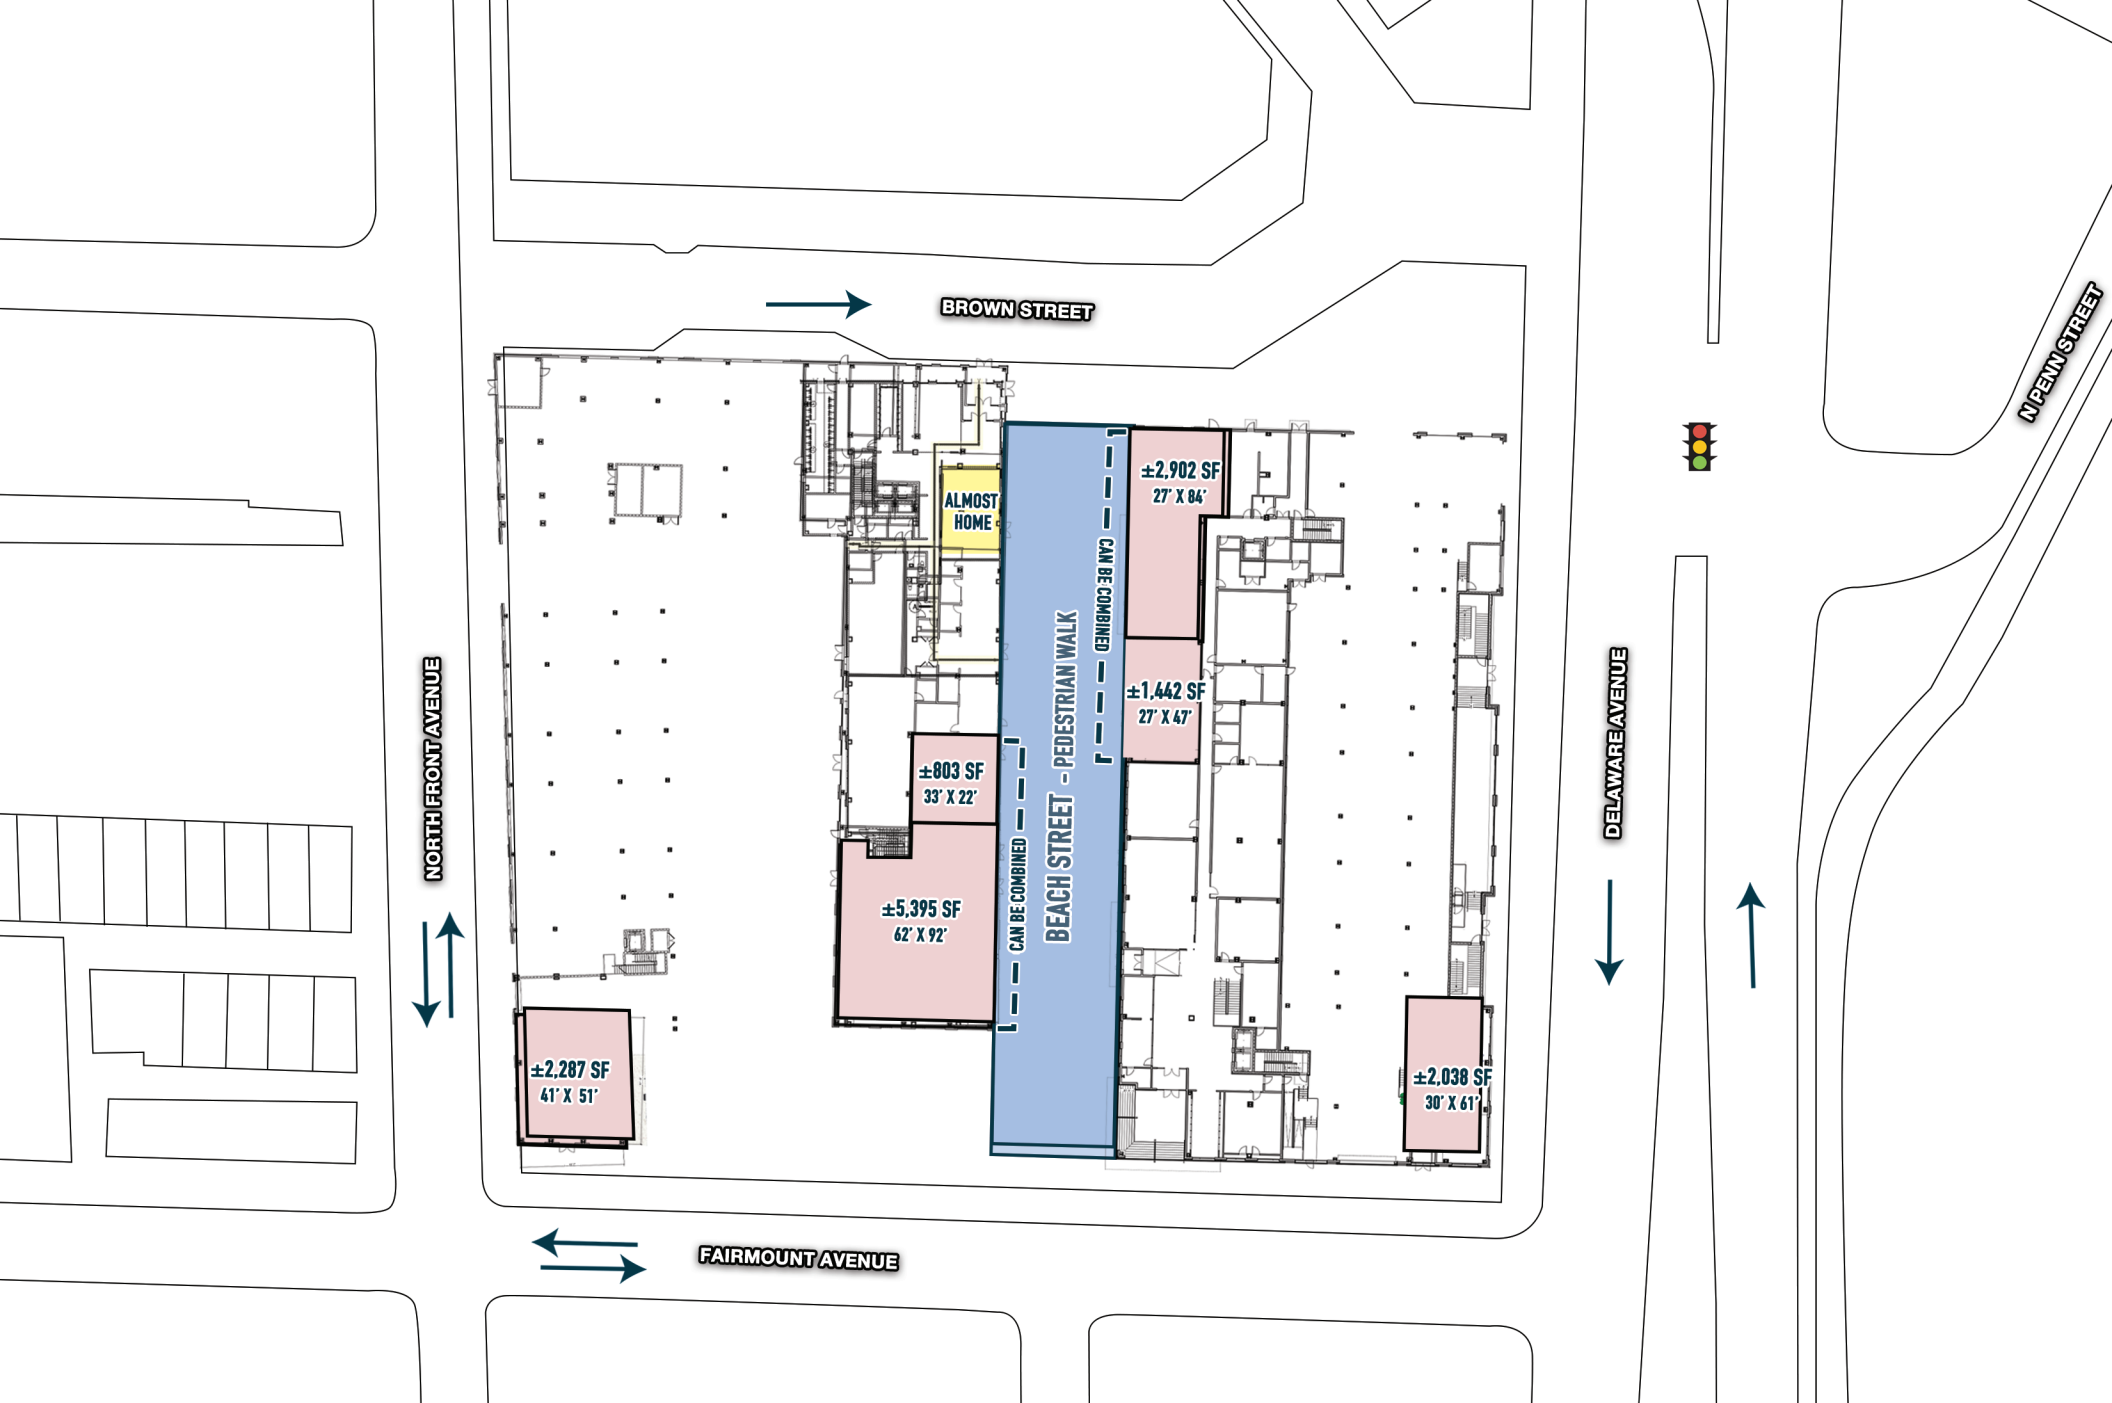 BROWN STREET
N PENN STREET
±2,902 SF
27' X 84'
ALMOST
HOME
CAN BE COMBINED
BEACH STREET - PEDESTRIAN WALK
NORTH FRONT AVENUE
DELAWARE AVENUE
±1,442 SF
27' X 47'
±803 SF
33' X 22'
CAN BE COMBINED
±5,395 SF
62' X 92'
±2,287 SF
41' X 51'
±2,038 SF
30' X 61'
FAIRMOUNT AVENUE